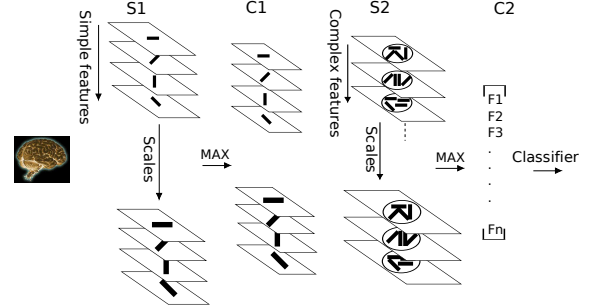 S1
C1
S2
C2
Simple features
Complex features
Scales
MAX
Scales
MAX
F1
F2
F3
.
.
.
.
Fn
Classifier